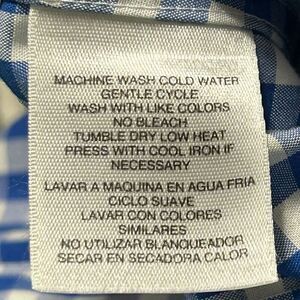 MACHINE WASH COLD WATER
GENTLE CYCLE
WASH WITH LIKE COLORS
NO BLEACH
TUMBLE DRY LOW HEAT
PRESS WITH COOL IRON IF
NECESSARY
LAVAR A MAQUINA EN AGUA FRIA
CICLO SUAVE
LAVAR CON COLORES
SIMILARES
NO UTILIZAR BLANQUEADOR
SECAR EN SECADORA CALOR